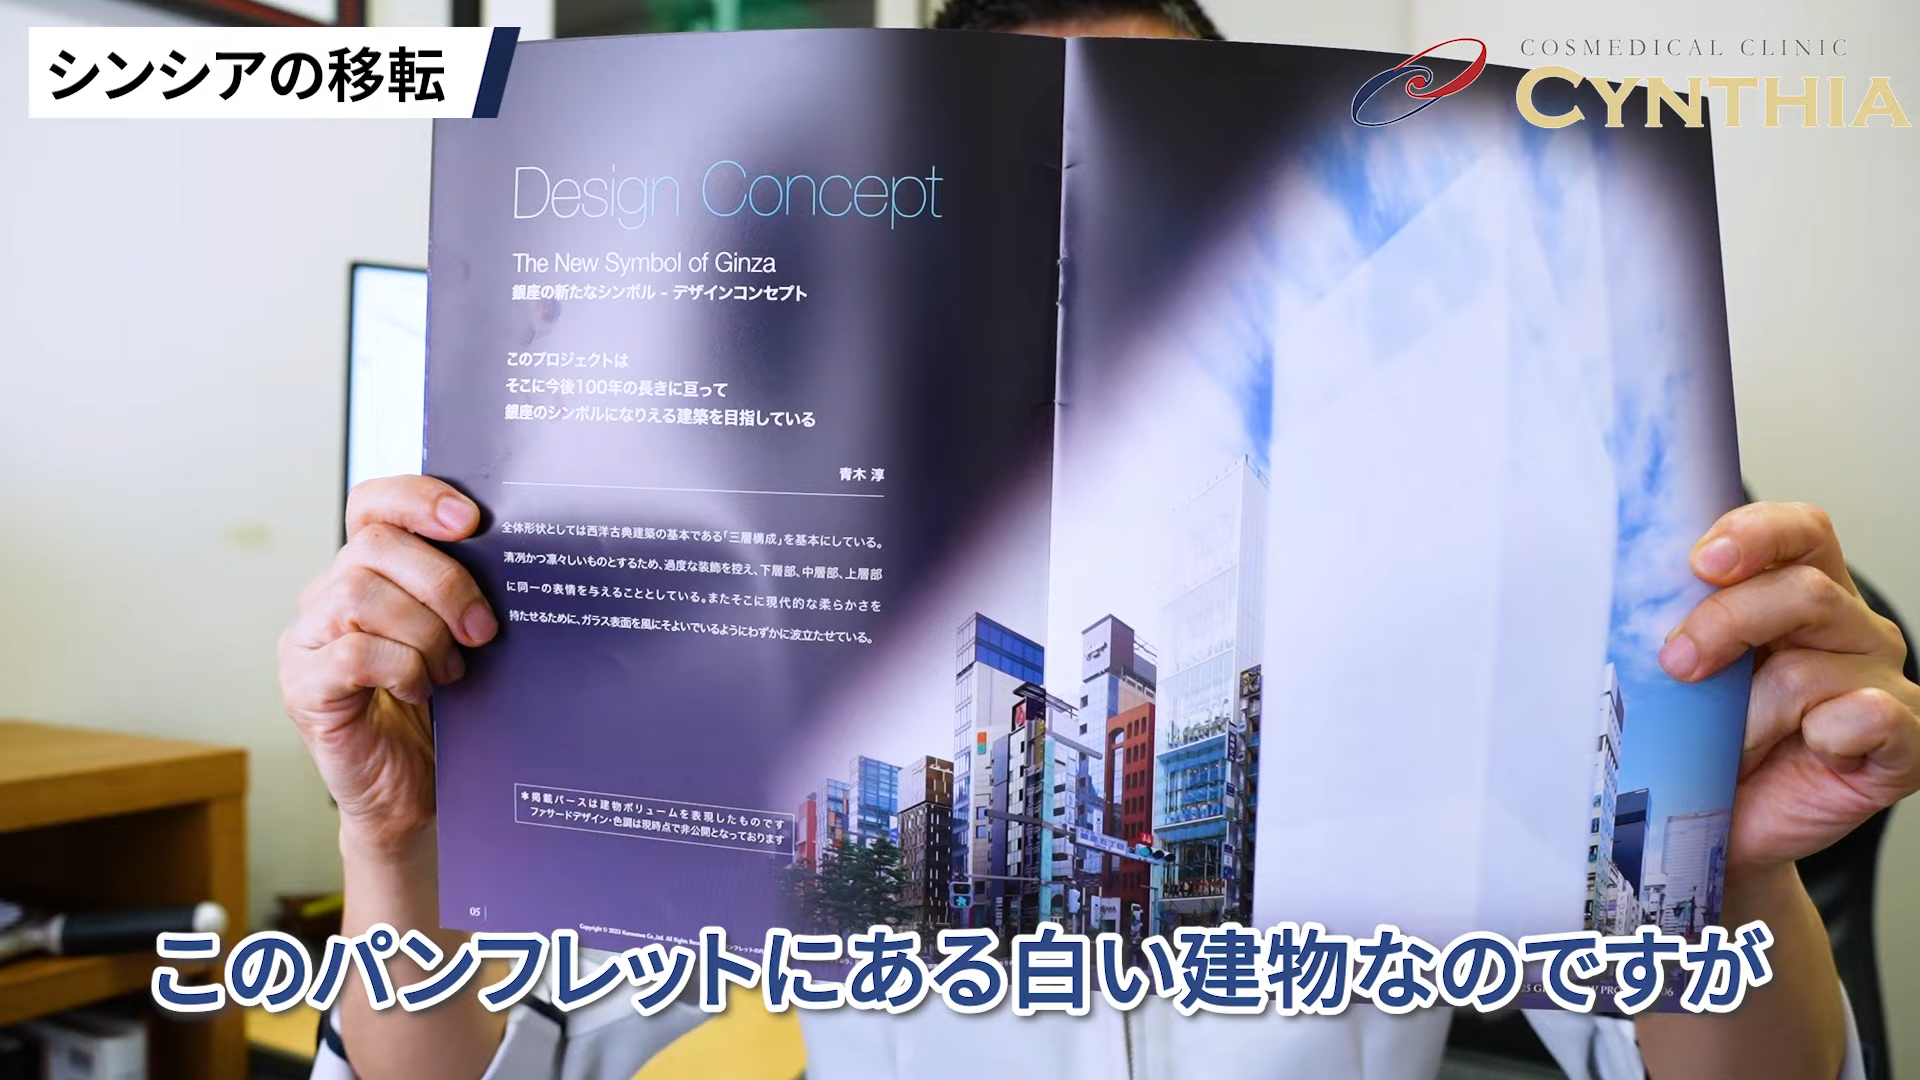 シンシアの移転
COSMEDICAL CLINIC
CYNTHIA
Design Concept
The New Symbol of Ginza
銀座の新たなシンボル - デザインコンセプト
このプロジェクトは
そこに今後100年の長きに亘って
銀座のシンボルになりえる建築を目指している
青木 淳
全体形状としては西洋古典建築の基本である「三層構成」を基本にしている。
清冽かつ凛々しいものとするため、過度な装飾を控え、下層部、中層部、上層部
に同一の表情を与えることとしている。またそこに現代的な柔らかさを
持たせるために、ガラス表面を風にそよいでいるようにわずかに波立たせている。
＊掲載パースは建物ボリュームを表現したものです
ファサードデザイン・色調は現時点で非公開となっております
05
このパンフレットにある白い建物なのですが